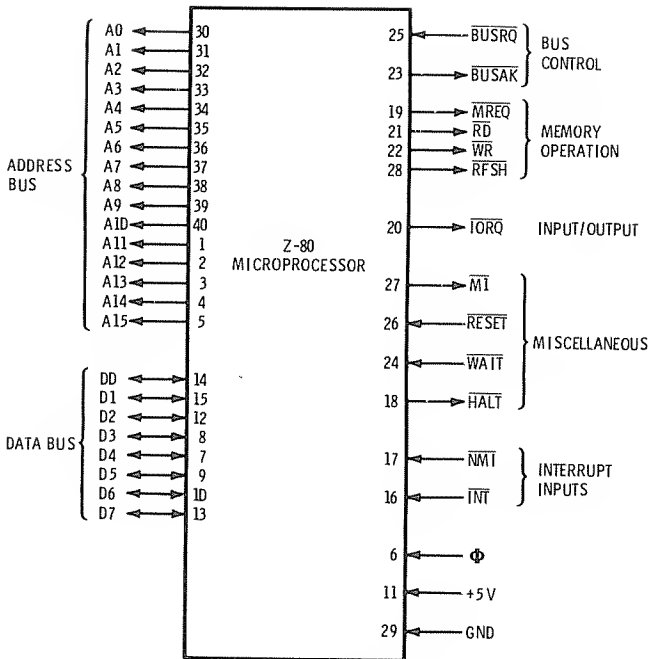 ADDRESS
BUS
A0 30
A1 31
A2 32
A3 33
A4 34
A5 35
A6 36
A7 37
A8 38
A9 39
A1D 40
A11 1
A12 2
A13 3
A14 4
A15 5
DATA BUS
DD 14
D1 15
D2 12
D3 8
D4 7
D5 9
D6 1D
D7 13
Z-80
MICROPROCESSOR
25 BUSRQ
23 BUSAK
BUS
CONTROL
19 MREQ
21 RD
22 WR
28 RFSH
MEMORY
OPERATION
20 IORQ INPUT/OUTPUT
27 M1
26 RESET
24 WAIT
18 HALT
MISCELLANEOUS
17 NMI
16 INT
INTERRUPT
INPUTS
6 Φ
11 +5V
29 GND